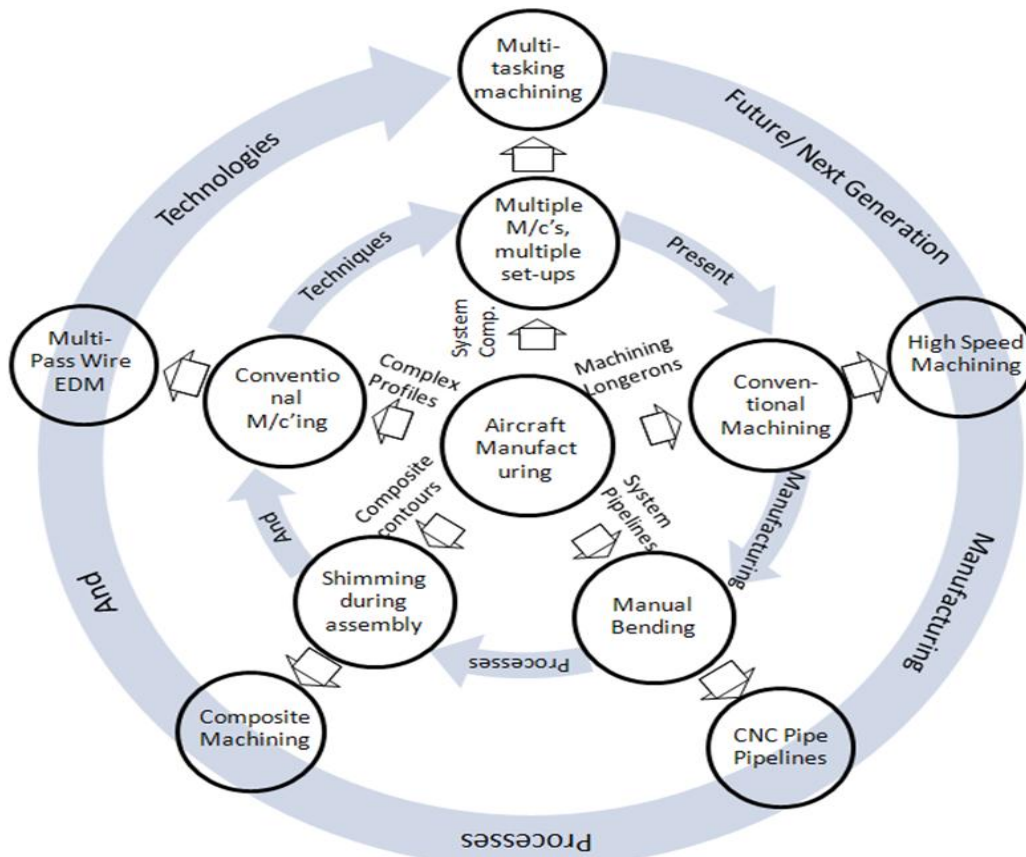 Multi-
tasking
machining
Future/ Next Generation
Manufacturing
Processes
And
Technologies
Multiple
M/c's,
multiple
set-ups
Present
Manufacturing
Processes
And
Techniques
High Speed
Machining
Multi-
Pass Wire
EDM
Conventio
nal
M/c'ing
Complex
Profiles
System
Comp.
Machining
Longerons
Conven-
tional
Machining
Aircraft
Manufact
uring
Composite
contours
System
Pipelines
Shimming
during
assembly
Manual
Bending
Composite
Machining
CNC Pipe
Pipelines